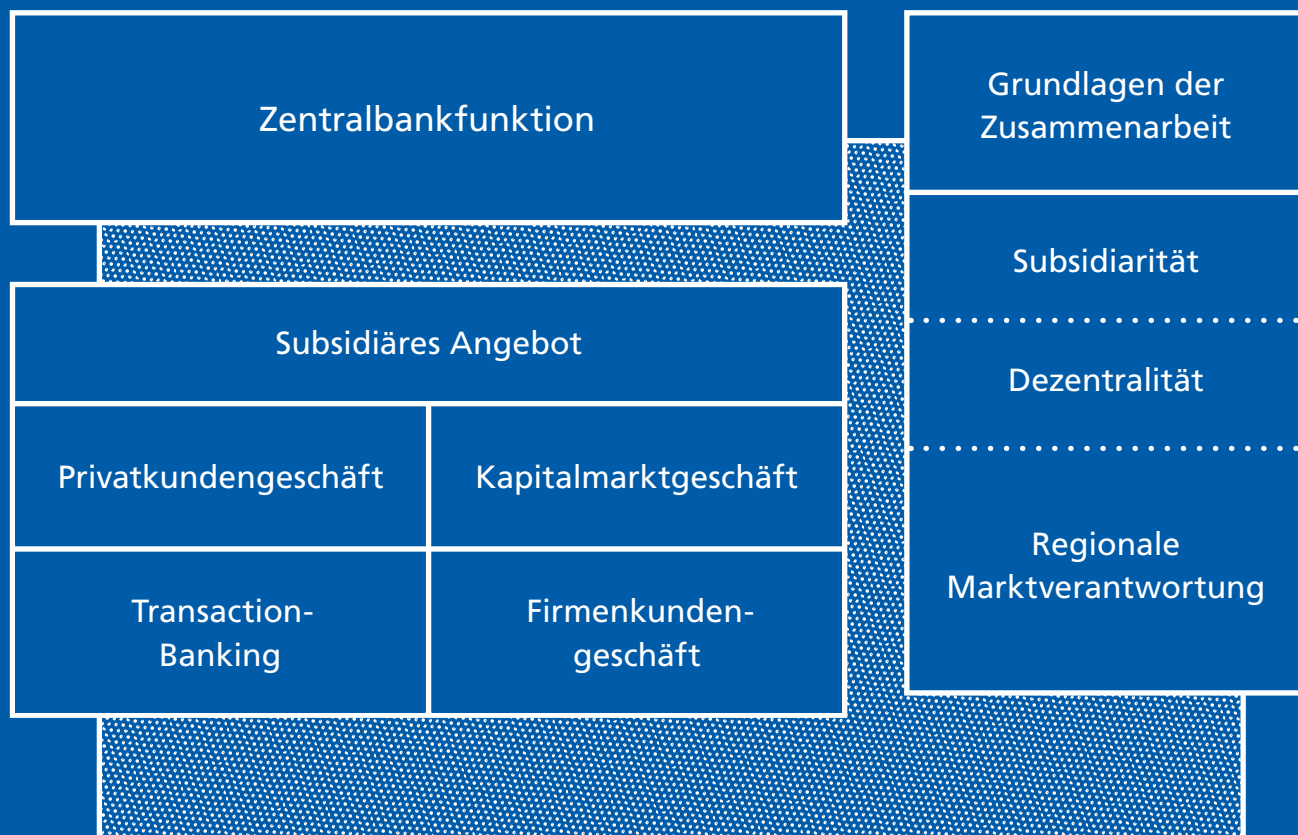 Zentralbankfunktion
Subsidiäres Angebot
Privatkundengeschäft
Kapitalmarktgeschäft
Transaction-
Banking
Firmenkunden-
geschäft
Grundlagen der
Zusammenarbeit
Subsidiarität
Dezentralität
Regionale
Marktverantwortung